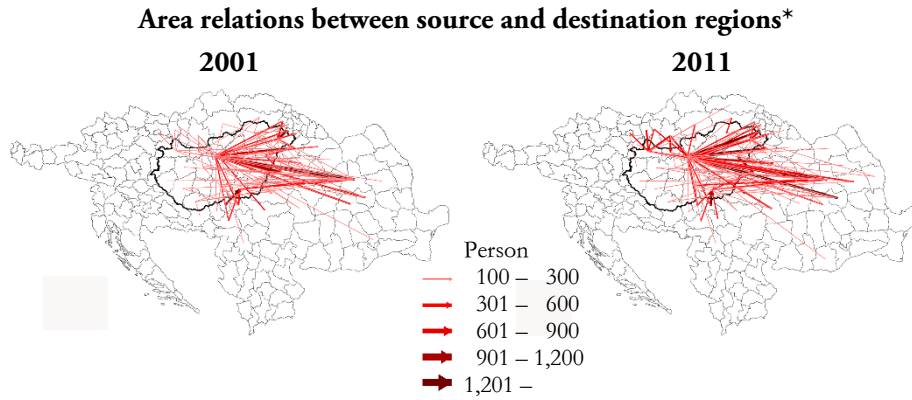 Area relations between source and destination regions*
2001
2011
Person
100 – 300
301 – 600
601 – 900
901 – 1,200
1,201 –